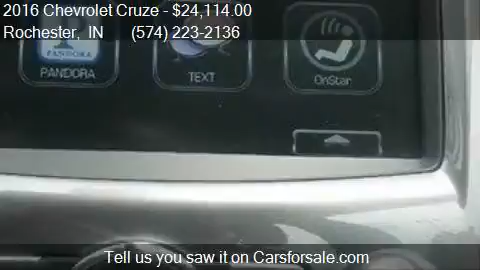 2016 Chevrolet Cruze - $24,114.00
Rochester, IN (574) 223-2136
PANDORA
PANDORA
TEXT
OnStar
Tell us you saw it on Carsforsale.com